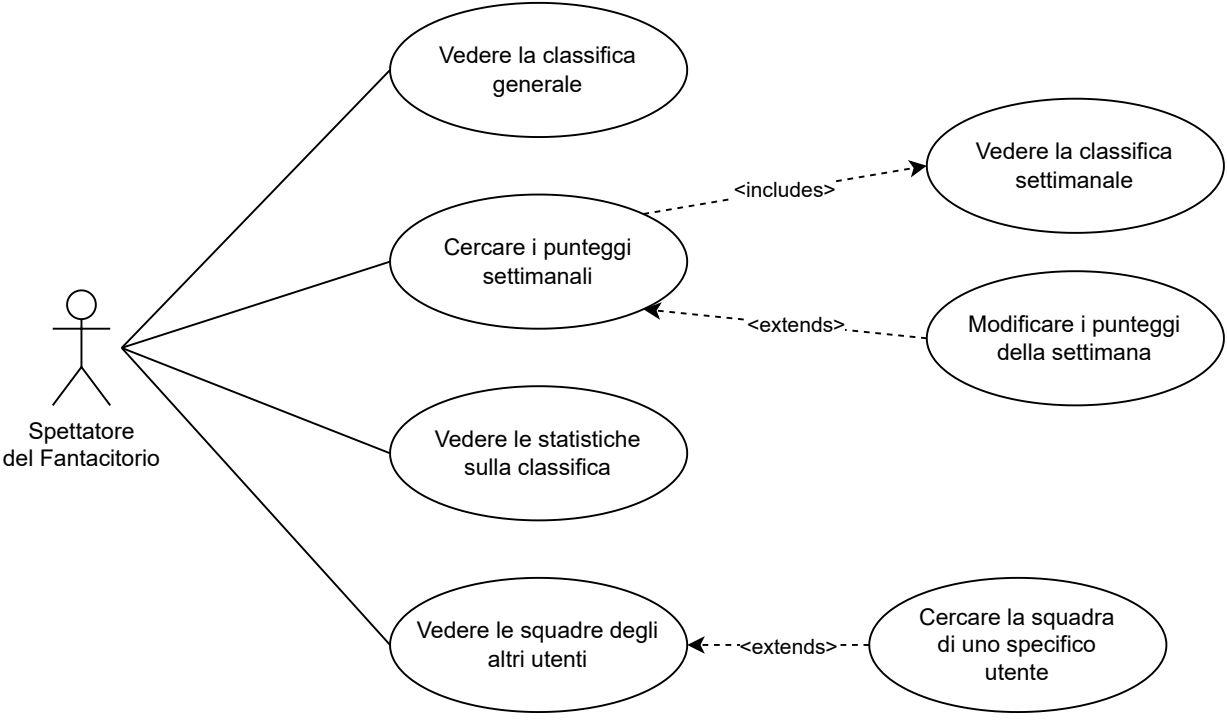 Vedere la classifica
generale
Vedere la classifica
settimanale
<includes>
Cercare i punteggi
settimanali
<extends>
Modificare i punteggi
della settimana
Spettatore
del Fantacitorio
Vedere le statistiche
sulla classifica
Vedere le squadre degli
altri utenti
<extends>
Cercare la squadra
di uno specifico
utente